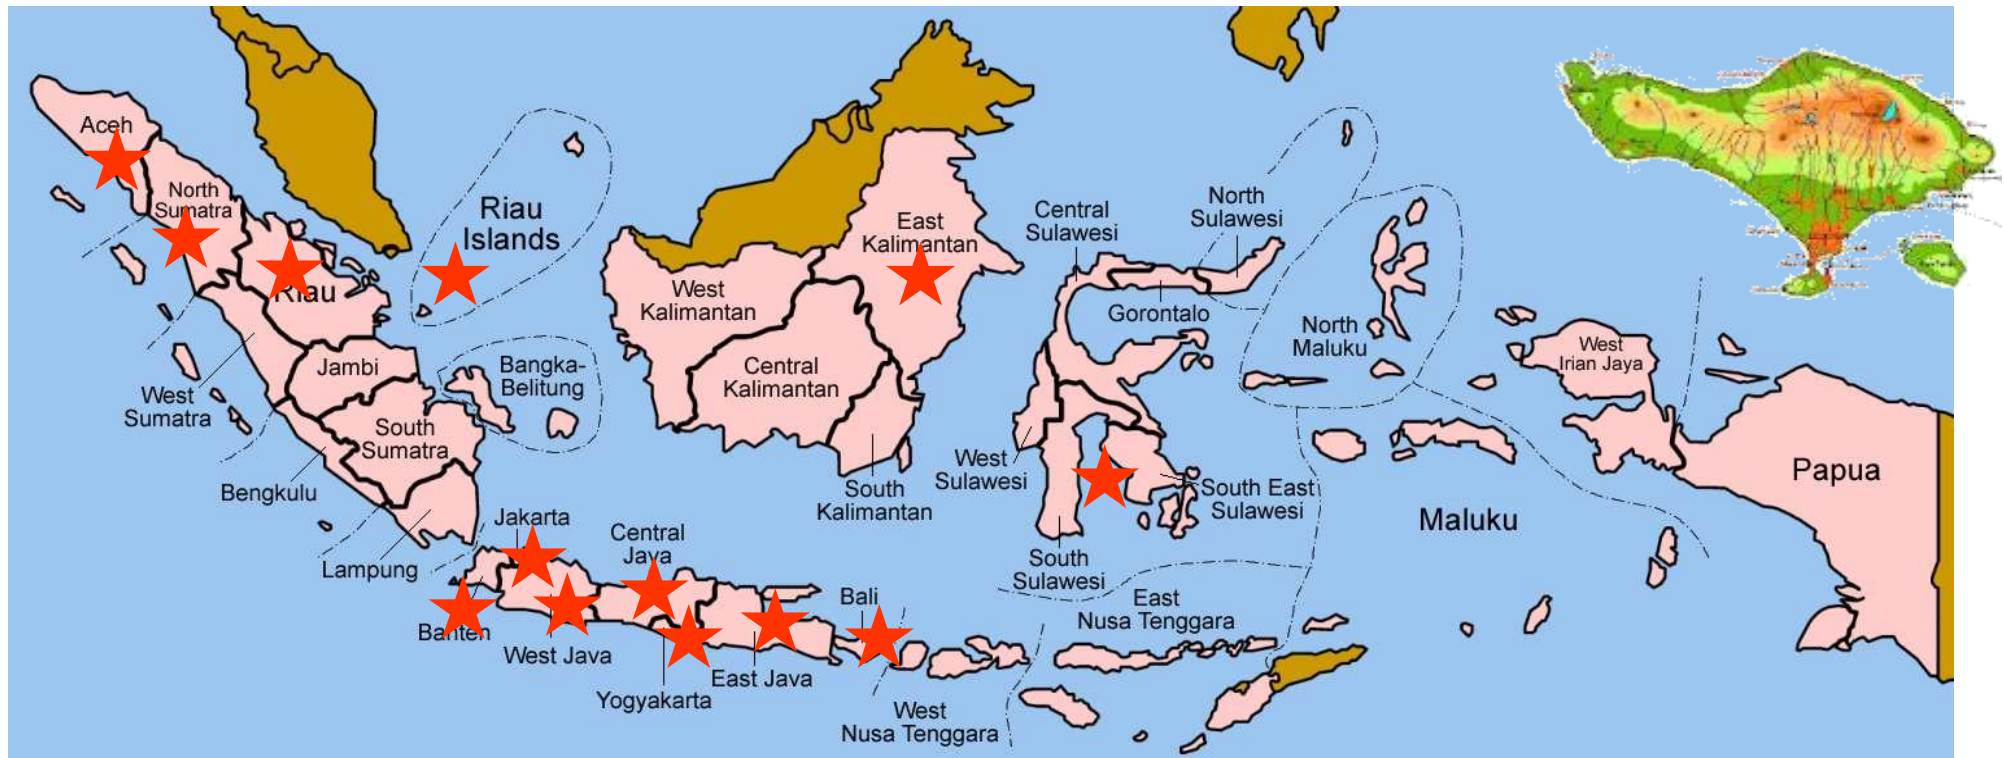 Aceh
North
Sumatra
Riau
Islands
Riau
West
Sumatra
Jambi
Bangka-
Belitung
South
Sumatra
Bengkulu
Lampung
Jakarta
Banten
West Java
Central
Java
Yogyakarta
East Java
Bali
West
Nusa Tenggara
East
Nusa Tenggara
West
Kalimantan
Central
Kalimantan
East
Kalimantan
South
Kalimantan
Central
Sulawesi
North
Sulawesi
Gorontalo
West
Sulawesi
South
Sulawesi
South East
Sulawesi
North
Maluku
Maluku
West
Irian Jaya
Papua